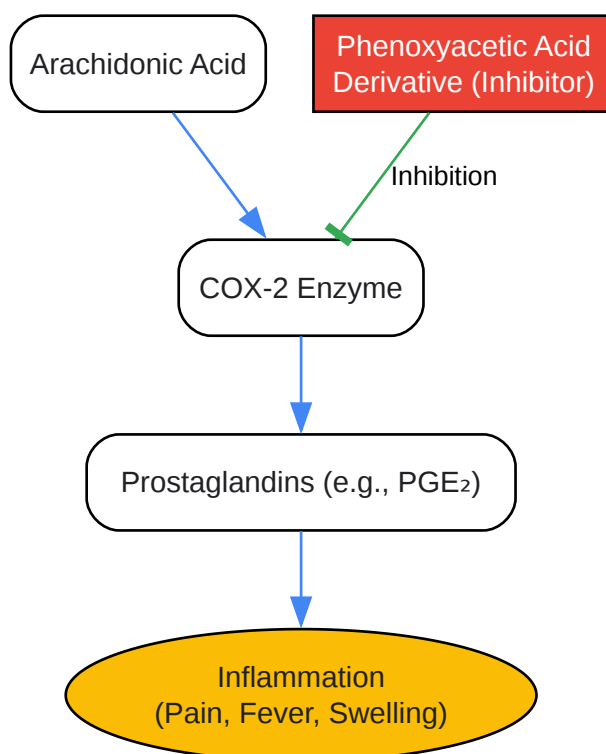 Arachidonic Acid
Phenoxyacetic Acid
Derivative (Inhibitor)
Inhibition
COX-2 Enzyme
Prostaglandins (e.g., PGE₂)
Inflammation
(Pain, Fever, Swelling)